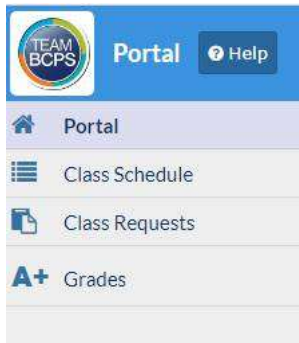 TEAM
BCPS
Portal
Help
Portal
Class Schedule
Class Requests
A+ Grades